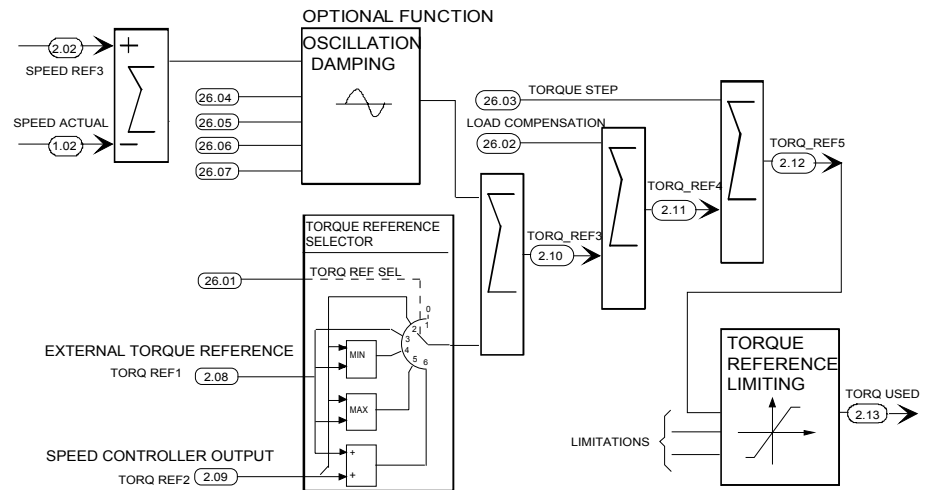 OPTIONAL FUNCTION
OSCILLATION
DAMPING
+
2.02
SPEED REF3
SPEED ACTUAL
1.02
−
26.04
26.05
26.06
26.07
26.03
TORQUE STEP
LOAD COMPENSATION
26.02
TORQ_REF5
2.12
TORQ_REF4
2.11
TORQ_REF3
2.10
TORQUE REFERENCE
SELECTOR
26.01
TORQ REF SEL
0
1
2
3
4
5
6
MIN
MAX
+
+
EXTERNAL TORQUE REFERENCE
TORQ REF1
2.08
SPEED CONTROLLER OUTPUT
TORQ REF2
2.09
TORQUE
REFERENCE
LIMITING
TORQ USED
2.13
LIMITATIONS